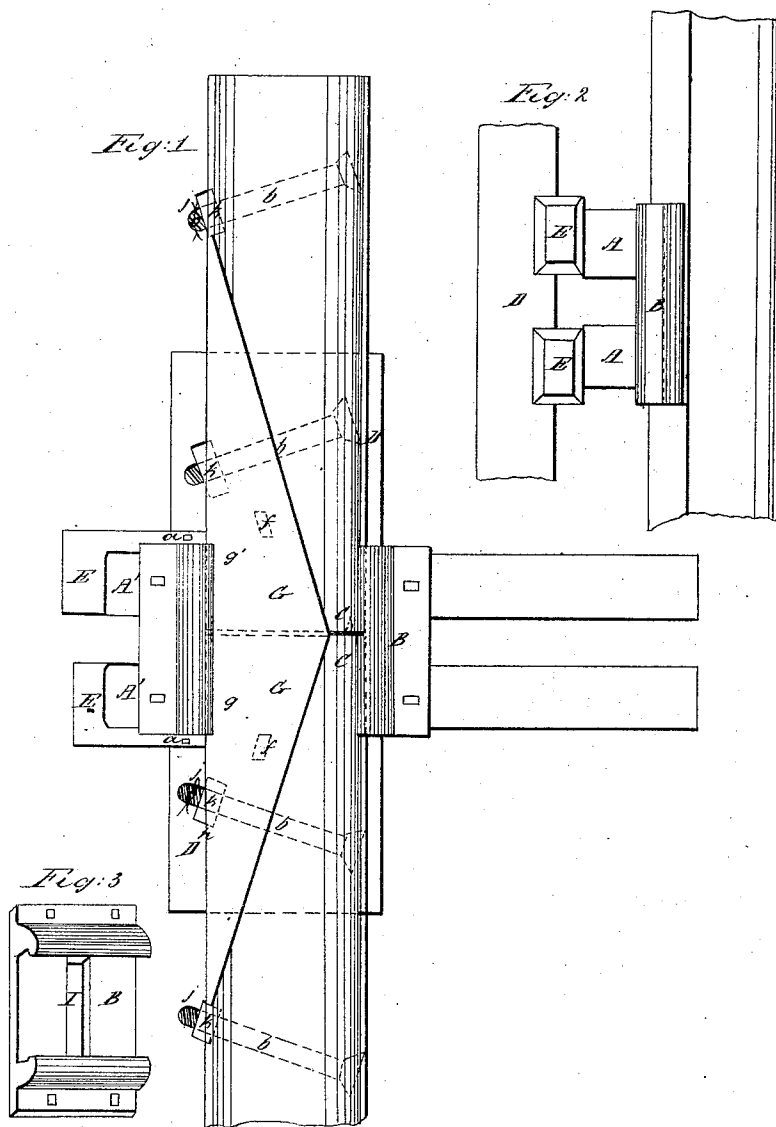 Fig: 1
Fig: 2
j h b
E A
D B
E A
h b D
f
a g'
E A' G
C
C B
E A' g G
a f
j h b
h
D'
Fig: 3
I B
j h b